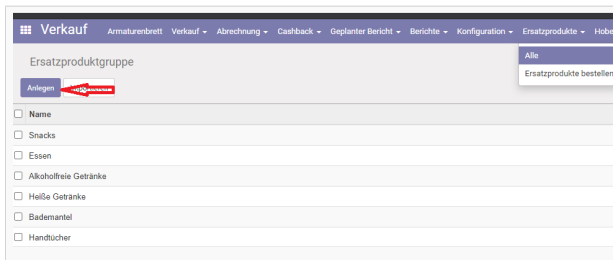 Verkauf Armaturenbrett Verkauf Abrechnung Cashback Geplanter Bericht Berichte Konfiguration Ersatzprodukte
Alle
Ersatzprodukte bestellen
Ersatzproduktgruppe
Anlegen
Name
Snacks
Essen
Alkoholfreie Getränke
Heiße Getränke
Bademantel
Handtücher